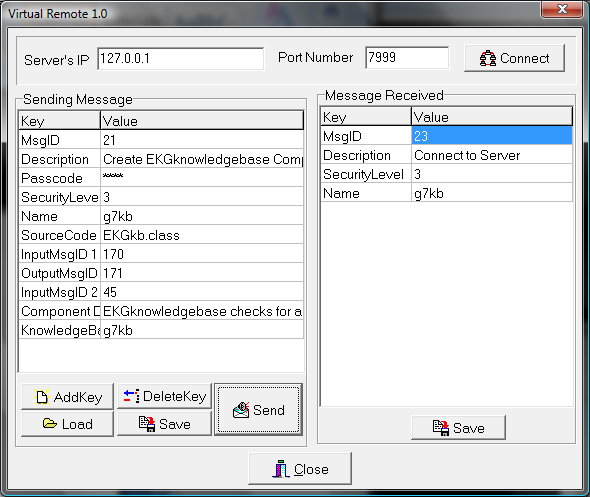 Virtual Remote 1.0
Server's IP 127.0.0.1 Port Number 7999 Connect
Sending Message
Key Value
MsgID 21
Description Create EKGknowledgebase Comp
Passcode ****
SecurityLeve 3
Name g7kb
SourceCode EKGkb.class
InputMsgID 1 170
OutputMsgID 171
InputMsgID 2 45
Component D EKGknowledgebase checks for a
KnowledgeBa g7kb
AddKey DeleteKey Send
Load Save
Message Received
Key Value
MsgID 23
Description Connect to Server
SecurityLevel 3
Name g7kb
Save
Close